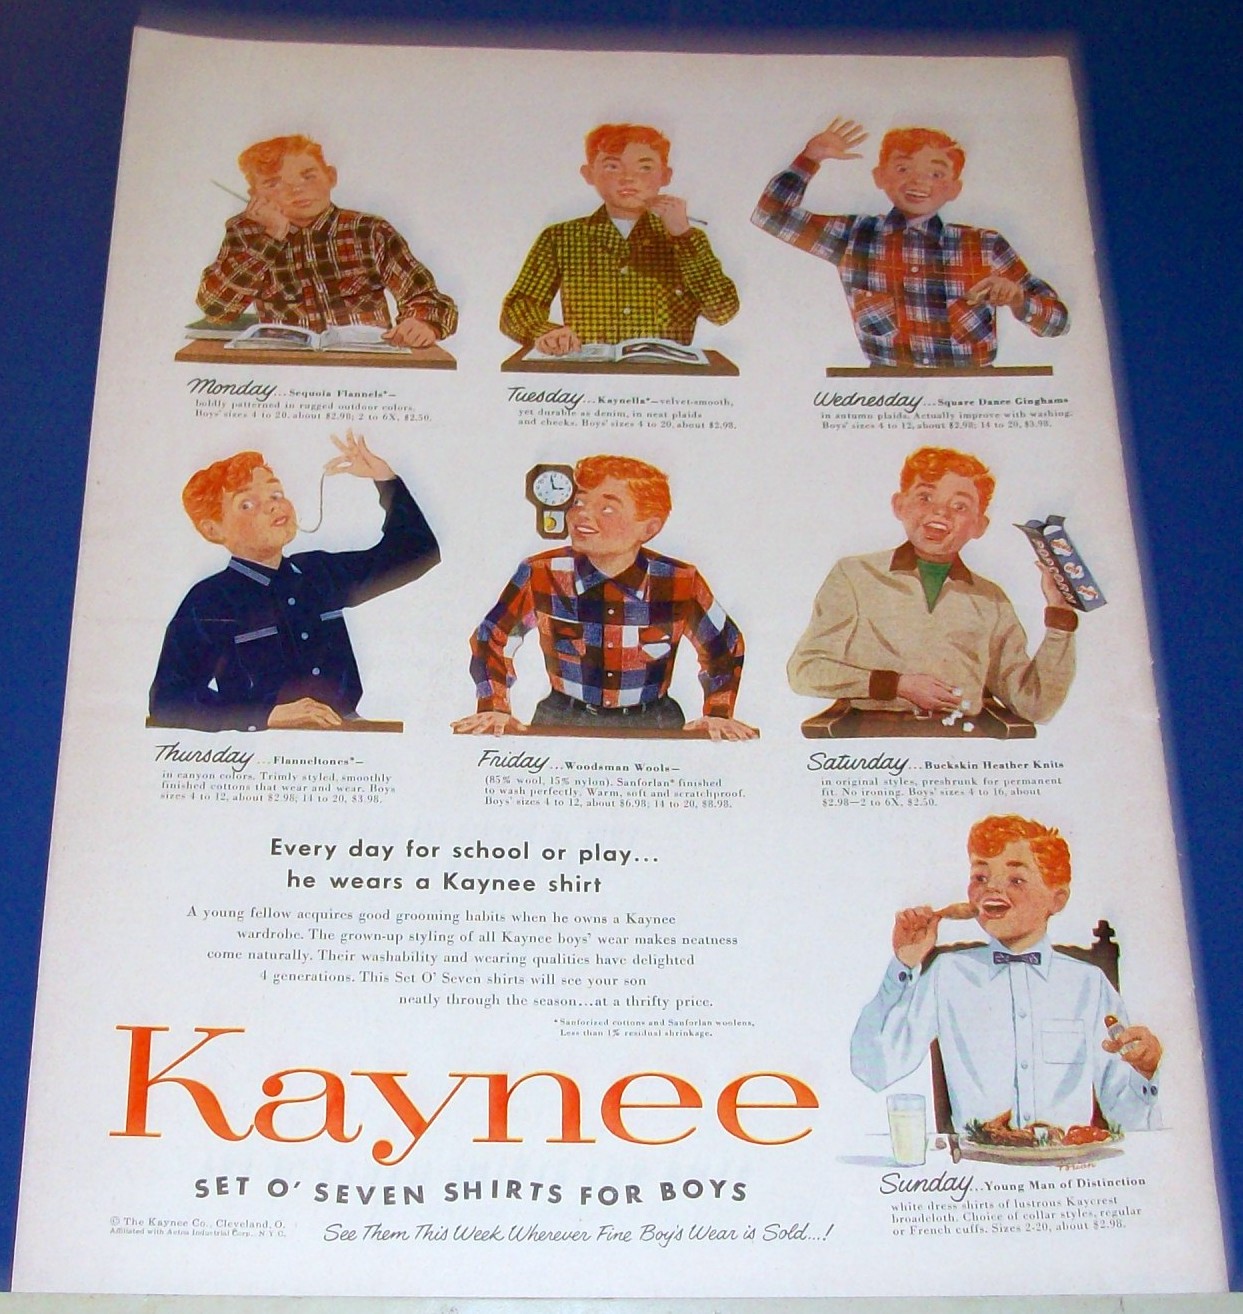 Monday...Sequoia Flannels*—
boldly patterned in rugged outdoor colors.
Boys' sizes 4 to 20, about $2.98; 2 to 6X, $2.50.
Tuesday...Kaynella*—velvet-smooth,
yet durable as denim, in neat plaids
and checks. Boys' sizes 4 to 20, about $2.98.
Wednesday...Square Dance Ginghams
in autumn plaids. Actually improve with washing.
Boys' sizes 4 to 12, about $2.98; 14 to 20, $3.98.
POPCORN
Thursday...Flanneltones*—
in canyon colors. Trimly styled, smoothly
finished cottons that wear and wear. Boys
sizes 4 to 12, about $2.98; 14 to 20, $3.98.
Friday...Woodsman Wools—
(85% wool, 15% nylon). Sanforlan* finished
to wash perfectly. Warm, soft and scratchproof.
Boys' sizes 4 to 12, about $6.98; 14 to 20, $8.98.
Saturday...Buckskin Heather Knits
in original styles, preshrunk for permanent
fit. No ironing. Boys' sizes 4 to 16, about
$2.98—2 to 6X, $2.50.
Every day for school or play...
he wears a Kaynee shirt
A young fellow acquires good grooming habits when he owns a Kaynee
wardrobe. The grown-up styling of all Kaynee boys' wear makes neatness
come naturally. Their washability and wearing qualities have delighted
4 generations. This Set O' Seven shirts will see your son
neatly through the season...at a thrifty price.
*Sanforized cottons and Sanforlan woolens,
Less than 1% residual shrinkage.
Kaynee
SET O' SEVEN SHIRTS FOR BOYS
© The Kaynee Co., Cleveland, O.
Affiliated with Aetna Industrial Corp., N.Y.C.
See Them This Week Wherever Fine Boy's Wear is Sold...!
Sunday...Young Man of Distinction
white dress shirts of lustrous Kaycrest
broadcloth. Choice of collar styles, regular
or French cuffs. Sizes 2-20, about $2.98.